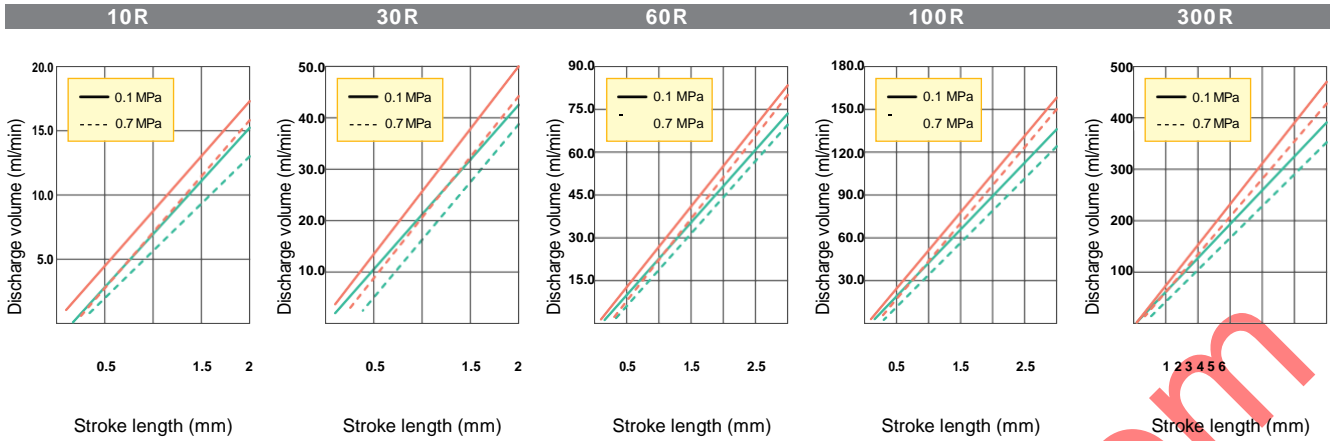 10R 30R 60R 100R 300R
20.0 50.0 90.0 180.0 500
0.1 MPa 0.1 MPa 0.1 MPa 0.1 MPa 0.1 MPa
0.7 MPa 0.7 MPa 0.7 MPa 0.7 MPa 0.7 MPa
15.0 40.0 75.0 150.0 400
30.0 60.0 120.0 300
10.0 20.0 45.0 90.0 200
5.0 10.0 30.0 60.0 100
15.0 30.0
Discharge volume (ml/min) Discharge volume (ml/min) Discharge volume (ml/min) Discharge volume (ml/min) Discharge volume (ml/min)
0.5 1.5 2 0.5 1.5 2 0.5 1.5 2.5 0.5 1.5 2.5 1 2 3 4 5 6
Stroke length (mm) Stroke length (mm) Stroke length (mm) Stroke length (mm) Stroke length (mm)
om